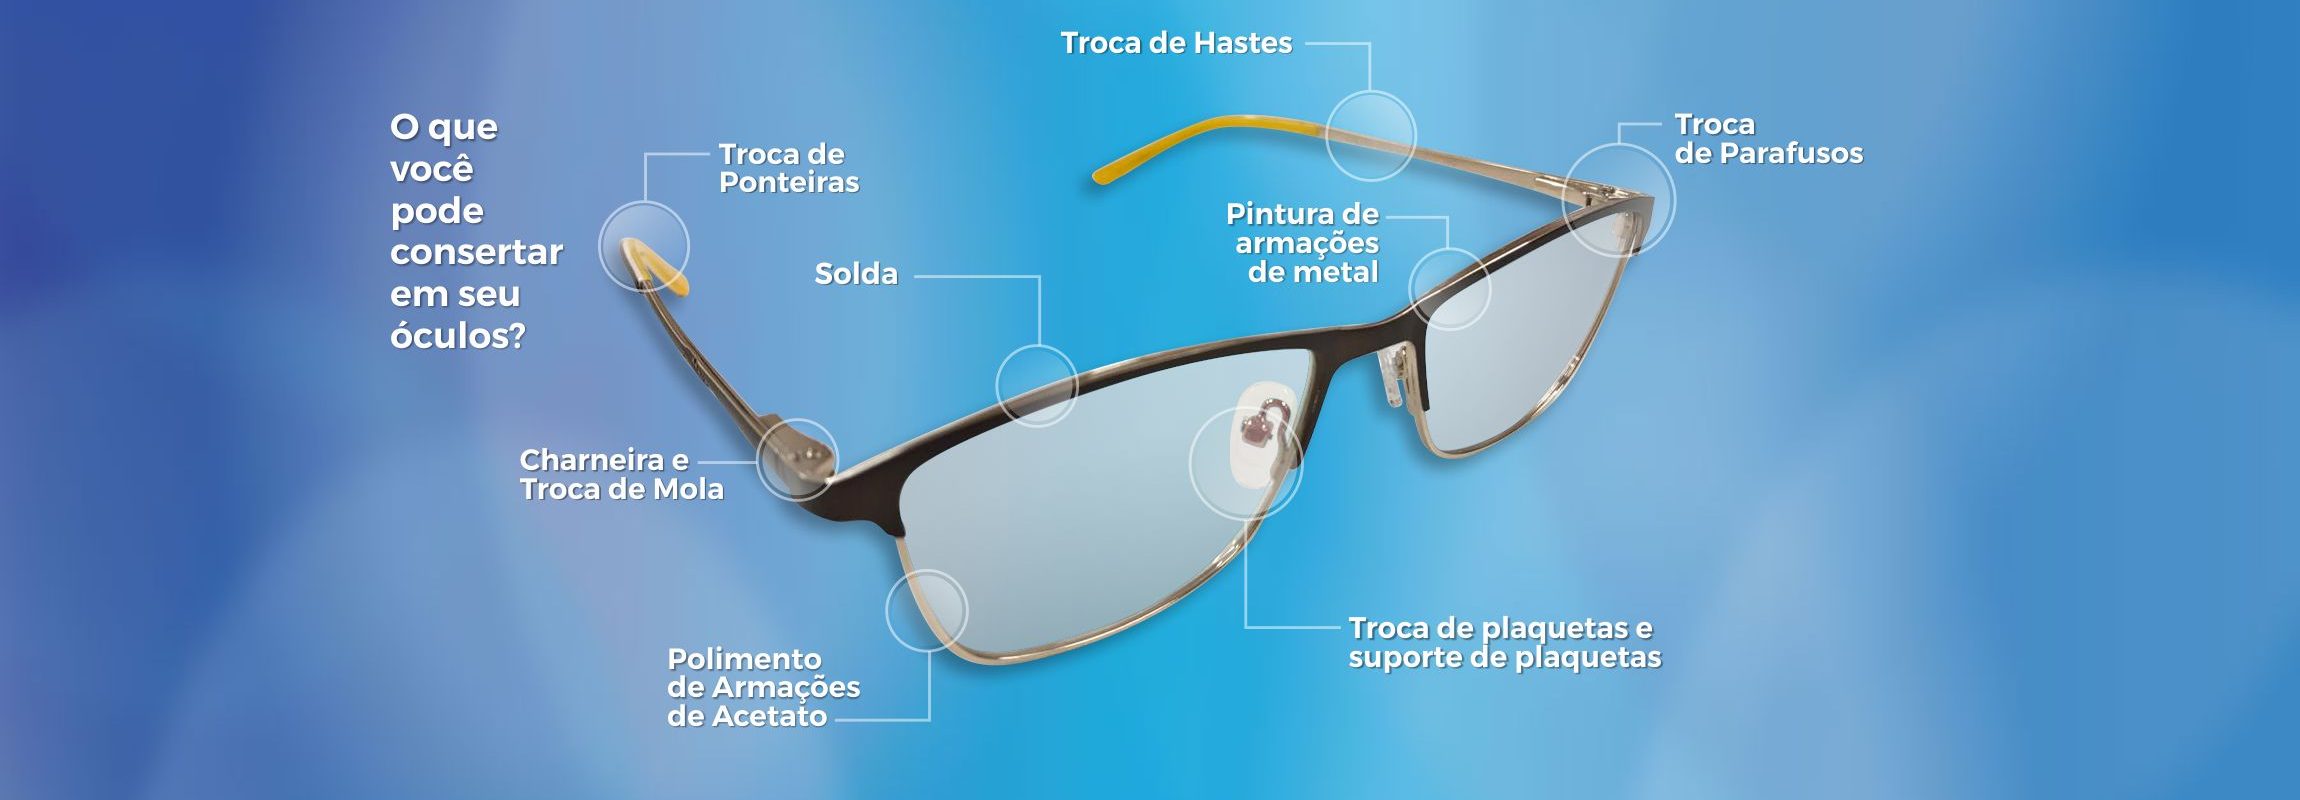 O que
você
pode
consertar
em seu
óculos?
Troca de Hastes
Troca
de Parafusos
Troca de
Ponteiras
Pintura de
armações
de metal
Solda
Charneira e
Troca de Mola
Polimento
de Armações
de Acetato
Troca de plaquetas e
suporte de plaquetas